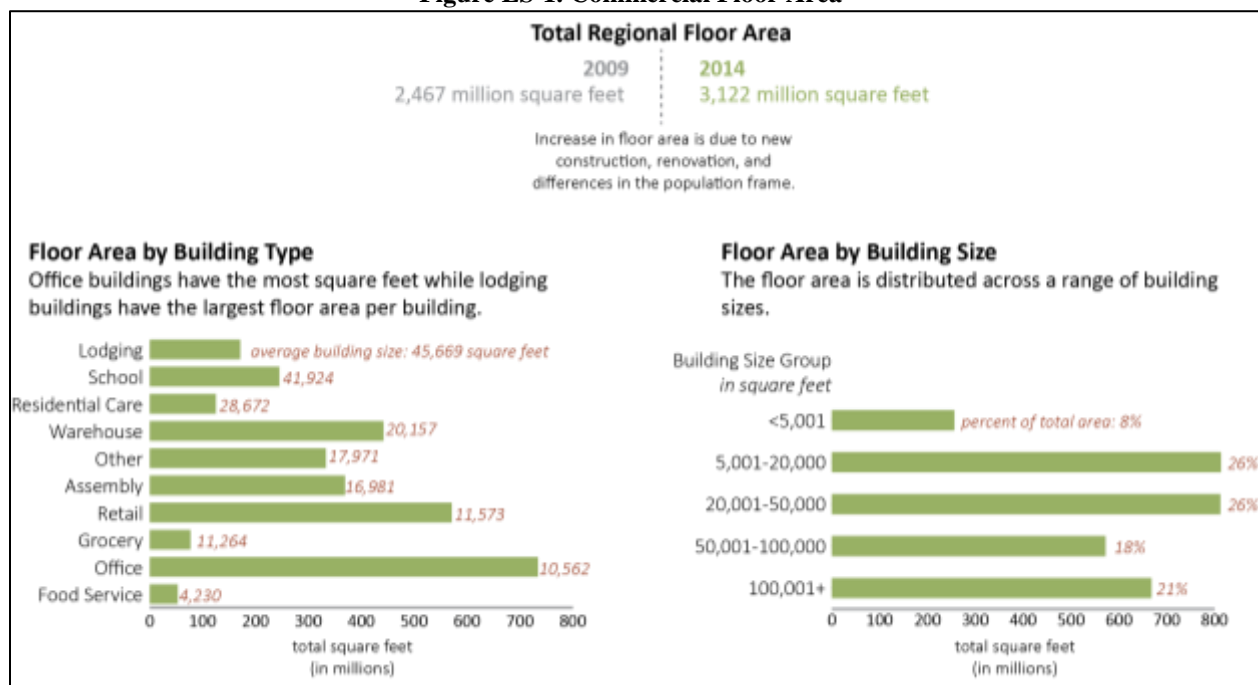 Total Regional Floor Area
2009
2,467 million square feet
2014
3,122 million square feet
Increase in floor area is due to new
construction, renovation, and
differences in the population frame.
Floor Area by Building Type
Office buildings have the most square feet while lodging
buildings have the largest floor area per building.
Lodging average building size: 45,669 square feet
School 41,924
Residential Care 28,672
Warehouse 20,157
Other 17,971
Assembly 16,981
Retail 11,573
Grocery 11,264
Office 10,562
Food Service 4,230
0 100 200 300 400 500 600 700 800
total square feet
(in millions)
Floor Area by Building Size
The floor area is distributed across a range of building
sizes.
Building Size Group
in square feet
<5,001 percent of total area: 8%
5,001-20,000 26%
20,001-50,000 26%
50,001-100,000 18%
100,001+ 21%
0 100 200 300 400 500 600 700 800
total square feet
(in millions)